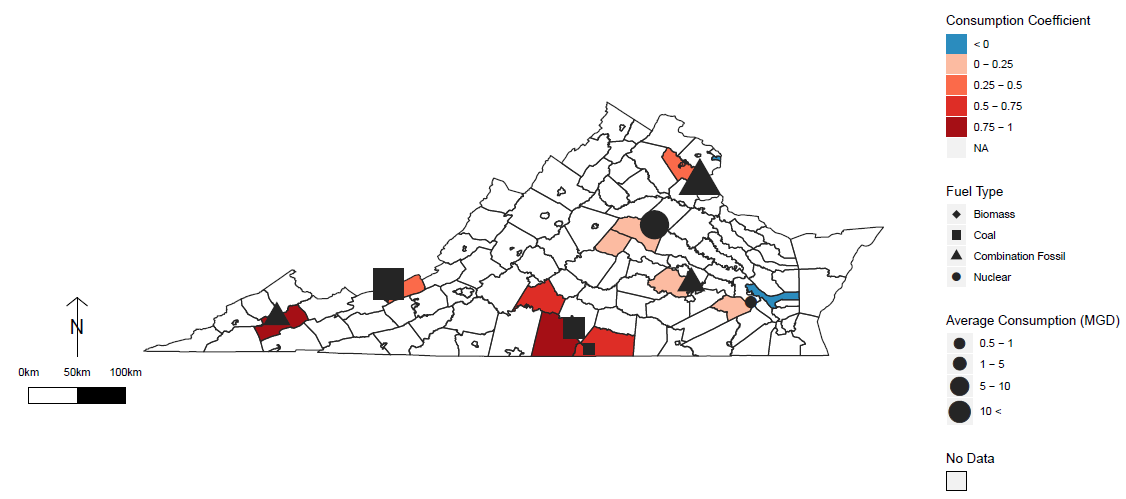 Consumption Coefficient
< 0
0 − 0.25
0.25 − 0.5
0.5 − 0.75
0.75 − 1
NA
Fuel Type
Biomass
Coal
Combination Fossil
Nuclear
N
0km 50km 100km
Average Consumption (MGD)
0.5 − 1
1 − 5
5 − 10
10 <
No Data